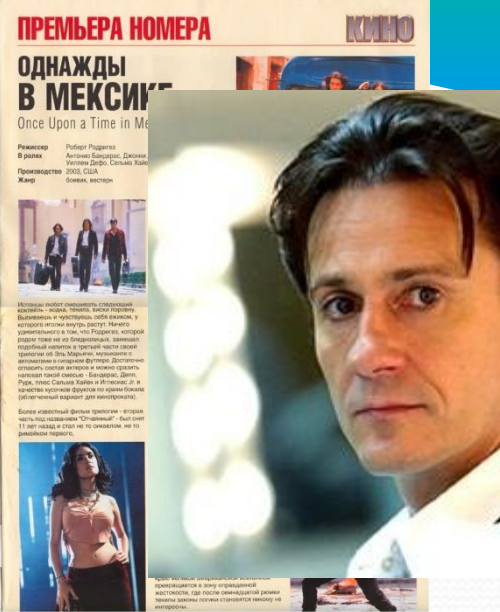 ПРЕМЬЕРА НОМЕРА КИНО
ОДНАЖДЫ
В МЕКСИКЕ
Once Upon a Time in Me
Режиссер Роберт Родригез
В ролях Антонио Бандерас, Джонни
Уиллем Дефо, Сельма Хайе
Производство 2003, США
Жанр боевик, вестерн
Испанцы любят смешивать следующий
коктейль - водка, текила, виски поровну.
Выпиваешь и чувствуешь себя ежиком, у
которого иголки внутрь растут. Ничего
удивительного в том, что Родригез, который
родом тоже не из бледнолицых, замешал
подобный напиток в третьей части своей
трилогии об Эль Марьячи, музыканте с
автоматами в гитарном футляре. Достаточно
огласить состав актеров и можно сразить
наповал такой смесью - Бандерас, Депп,
Рурк, плюс Сальма Хайек и Иглесиас Jr. в
качестве кусочков фруктов по краям бокала
(облегченный вариант для кинопроката).
Более известный фильм трилогии - вторая
часть под названием "Отчаянный" - был снят
11 лет назад и стал не то сиквелом, не то
римейком первого,
превращается в зону оправданной
жестокости, где после семнадцатой рюмки
текилы законы логики становятся никому не
интересны.